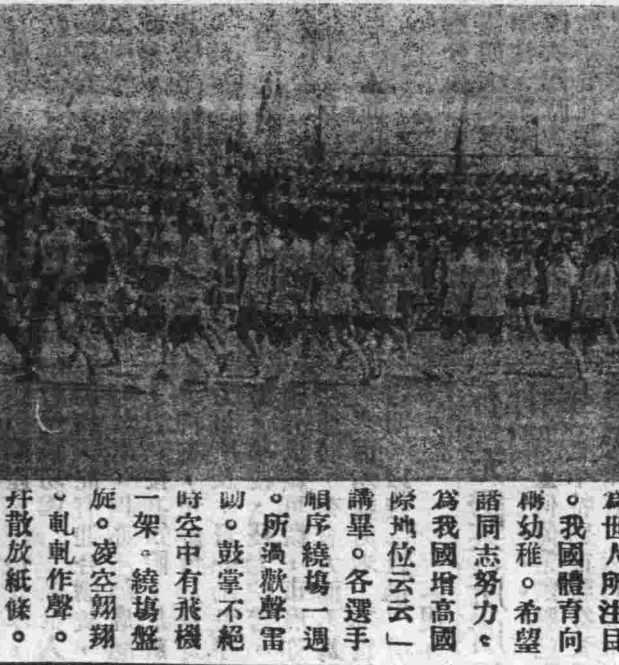 為世人所注目
。我國體育向
稱幼稚。希望
諸同志努力。
為我國增高國
際地位云云」
講畢。各選手
順序繞場一週
。所過歡聲雷
動。鼓掌不絕
時空中有飛機
一架。繞場盤
旋。凌空翱翔
。軋軋作聲。
幷散放紙條。